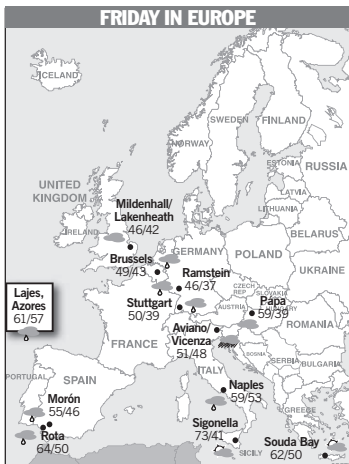 FRIDAY IN EUROPE
ICELAND
SWEDEN
FINLAND
NORWAY
ESTONIA
RUSSIA
LATVIA
LITHUANIA
UNITED
KINGDOM
IRELAND
Mildenhall/
Lakenheath
46/42
BELARUS
POLAND
GERMANY
Brussels
49/43
Ramstein
46/37
UKRAINE
CZECH
REP
SLOVAKIA
Stuttgart
50/39
AUSTRIA
HUNGARY
Pápa
59/39
Lajes,
Azores
61/57
FRANCE
Aviano/
Vicenza
51/48
ROMANIA
BOSNIA
SERBIA
BULGARIA
ITALY
PORTUGAL
SPAIN
Morón
55/46
Naples
59/53
GREECE
Rota
64/50
Sigonella
73/41
SICILY
Souda Bay
62/50